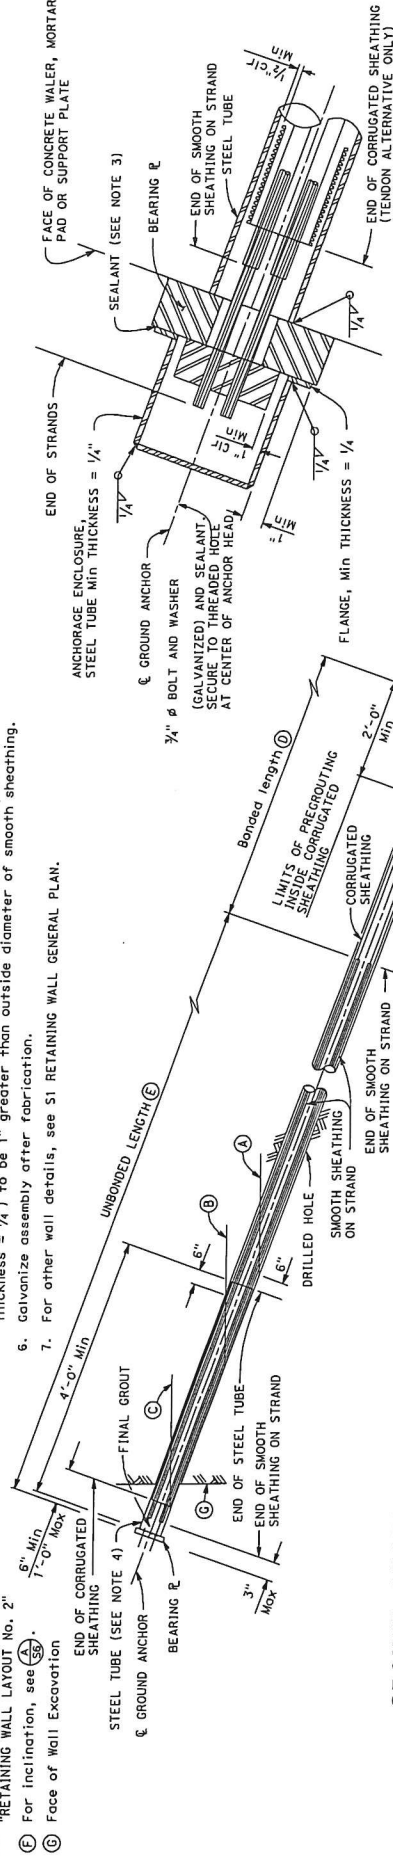 "RETAINING WALL LAYOUT No. 2"
F For inclination, see A S6.
G Face of Wall Excavation
Thickness = 1/4") to be 1" greater than outside diameter of smooth sheathing.
6. Galvanize assembly after fabrication.
7. For other wall details, see S1 RETAINING WALL GENERAL PLAN.
UNBONDED LENGTH E
Bonded length D
6" Min
1'-0" Max
4'-0" Min
END OF CORRUGATED
SHEATHING
FINAL GROUT
STEEL TUBE (SEE NOTE 4)
℄ GROUND ANCHOR
BEARING ℄
3"
Max
G
C
B
A
6"
6"
END OF STEEL TUBE
END OF SMOOTH
SHEATHING ON STRAND
DRILLED HOLE
SMOOTH SHEATHING
ON STRAND
LIMITS OF PREGROUTING
INSIDE CORRUGATED
SHEATHING
CORRUGATED
SHEATHING
END OF SMOOTH
SHEATHING ON STRAND
2'-0"
Min
END OF STRANDS
ANCHORAGE ENCLOSURE,
STEEL TUBE Min THICKNESS = 1/4"
1/4
℄ GROUND ANCHOR
3/4" ø BOLT AND WASHER
(GALVANIZED) AND SEALANT.
SECURE TO THREADED HOLE
AT CENTER OF ANCHOR HEAD
1" Clr
Min
1"
Min
1/4
FLANGE, Min THICKNESS = 1/4
FACE OF CONCRETE WALER, MORTAR
PAD OR SUPPORT PLATE
SEALANT (SEE NOTE 3)
BEARING ℄
END OF SMOOTH
SHEATHING ON STRAND
STEEL TUBE
1/2" clr
Min
1/4
END OF CORRUGATED SHEATHING
(TENDON ALTERNATIVE ONLY)